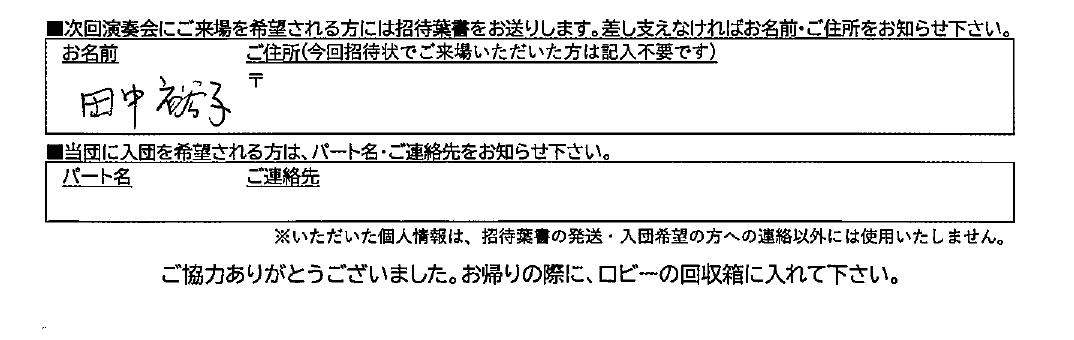 ■次回演奏会にご来場を希望される方には招待葉書をお送りします。差し支えなければお名前・ご住所をお知らせ下さい。
お名前 ご住所(今回招待状でご来場いただいた方は記入不要です)
〒
田中裕子
■当団に入団を希望される方は、パート名・ご連絡先をお知らせ下さい。
パート名 ご連絡先
※いただいた個人情報は、招待葉書の発送・入団希望の方への連絡以外には使用いたしません。
ご協力ありがとうございました。お帰りの際に、ロビーの回収箱に入れて下さい。